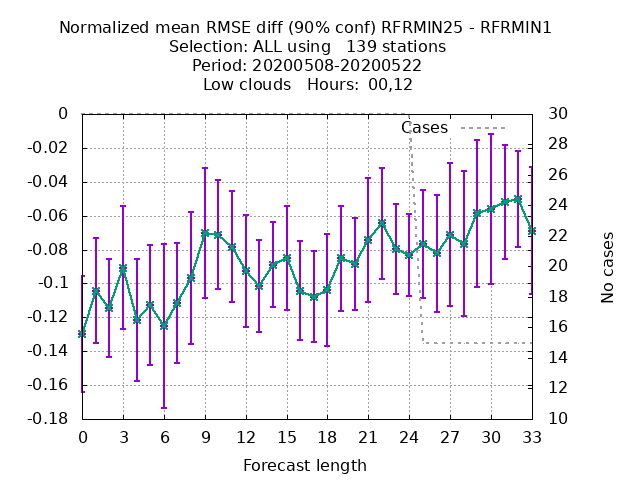 Normalized mean RMSE diff (90% conf) RFRMIN25 - RFRMIN1
Selection: ALL using   139 stations
Period: 20200508-20200522
Low clouds   Hours:  00,12
Cases
0
-0.02
-0.04
-0.06
-0.08
-0.1
-0.12
-0.14
-0.16
-0.18
30
28
26
24
22
20
18
16
14
12
10
No cases
0 3 6 9 12 15 18 21 24 27 30 33
Forecast length